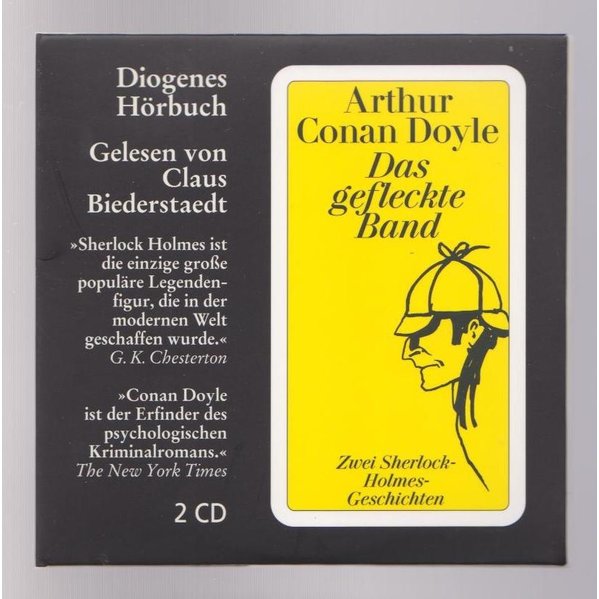 Diogenes
Hörbuch
Gelesen von
Claus
Biederstaedt
»Sherlock Holmes ist
die einzige große
populäre Legenden-
figur, die in der
modernen Welt
geschaffen wurde.«
G. K. Chesterton
»Conan Doyle
ist der Erfinder des
psychologischen
Kriminalromans.«
The New York Times
2 CD
Arthur
Conan Doyle
Das
gefleckte
Band
Zwei Sherlock-
Holmes-
Geschichten